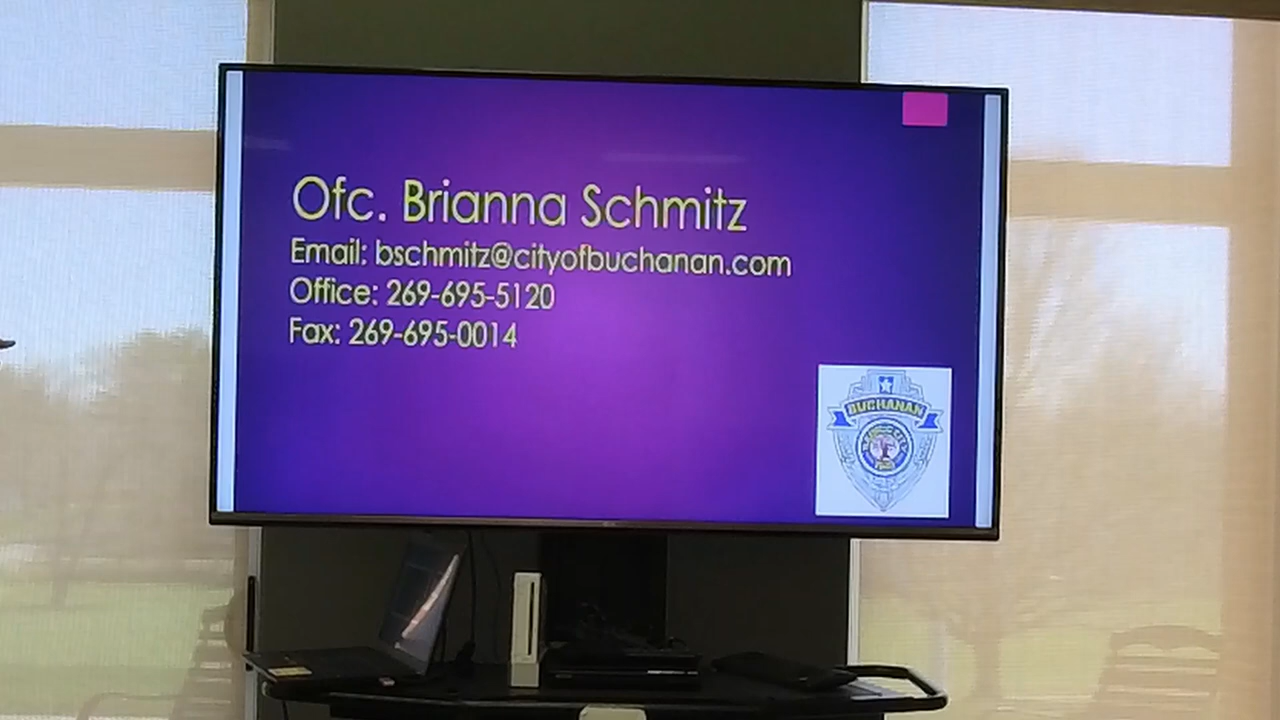 Ofc. Brianna Schmitz
Email: bschmitz@cityofbuchanan.com
Office: 269-695-5120
Fax: 269-695-0014
BUCHANAN